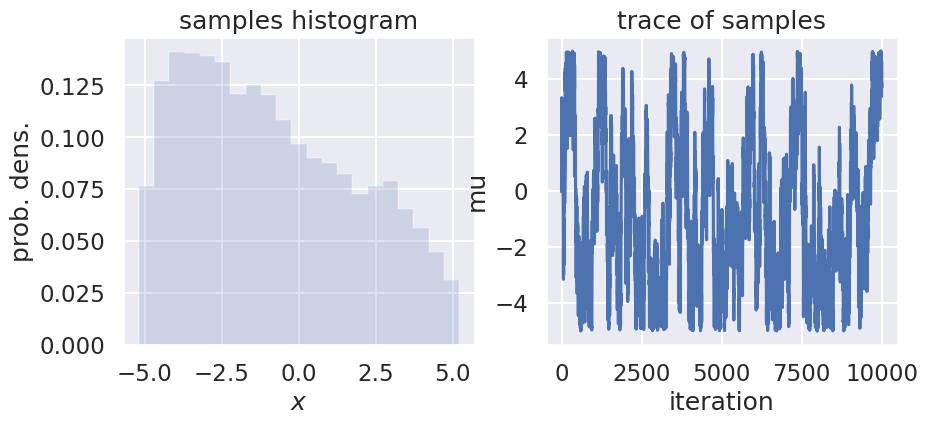 samples histogram
prob. dens.
0.125
0.100
0.075
0.050
0.025
0.000
−5.0 −2.5 0.0 2.5 5.0
x
trace of samples
mu
4
2
0
−2
−4
0 2500 5000 7500 10000
iteration